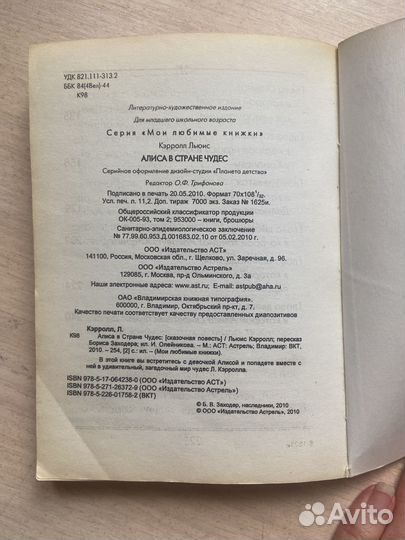 УДК 821.111-313.2
ББК 84(4Вел)-44
К98
Литературно-художественное издание
Для младшего школьного возраста
Серия «Мои любимые книжки»
Кэрролл Льюис
АЛИСА В СТРАНЕ ЧУДЕС
Серийное оформление дизайн-студии «Планета детство»
Редактор О.Ф. Трифонова
Подписано в печать 20.05.2010. Формат 70х108 1/32.
Усл. печ. л. 11,2. Доп. тираж 7000 экз. Заказ № 1625и.
Общероссийский классификатор продукции
ОК-005-93, том 2; 953000 – книги, брошюры
Санитарно-эпидемиологическое заключение
№ 77.99.60.953.Д.001683.02.10 от 05.02.2010 г.
ООО «Издательство АСТ»
141100, Россия, Московская обл., г. Щелково, ул. Заречная, д. 96.
ООО «Издательство Астрель»
129085, г. Москва, пр-д Ольминского, д. 3а
Наши электронные адреса: www.ast.ru E-mail: astpub@aha.ru
ОАО «Владимирская книжная типография».
600000, г. Владимир, Октябрьский пр-кт, д. 7.
Качество печати соответствует качеству предоставленных диапозитивов
Кэрролл, Л.
К98 Алиса в Стране Чудес: [сказочная повесть] / Льюис Кэрролл; пересказ
Бориса Заходера; ил. И. Олейникова. – М.: АСТ: Астрель; Владимир: ВКТ,
2010. – 254, [2] с.: ил. – (Мои любимые книжки).
В этой книге вы встретитесь с девочкой Алисой и попадете вместе с
ней в удивительный, загадочный мир чудес Л. Кэрролла.
ISBN 978-5-17-064238-0 (ООО «Издательство АСТ»)
ISBN 978-5-271-26372-9 (ООО «Издательство Астрель»)
ISBN 978-5-226-01758-2 (ВКТ)
© Б. В. Заходер, наследники, 2010
© ООО «Издательство Астрель», 2010
Avito